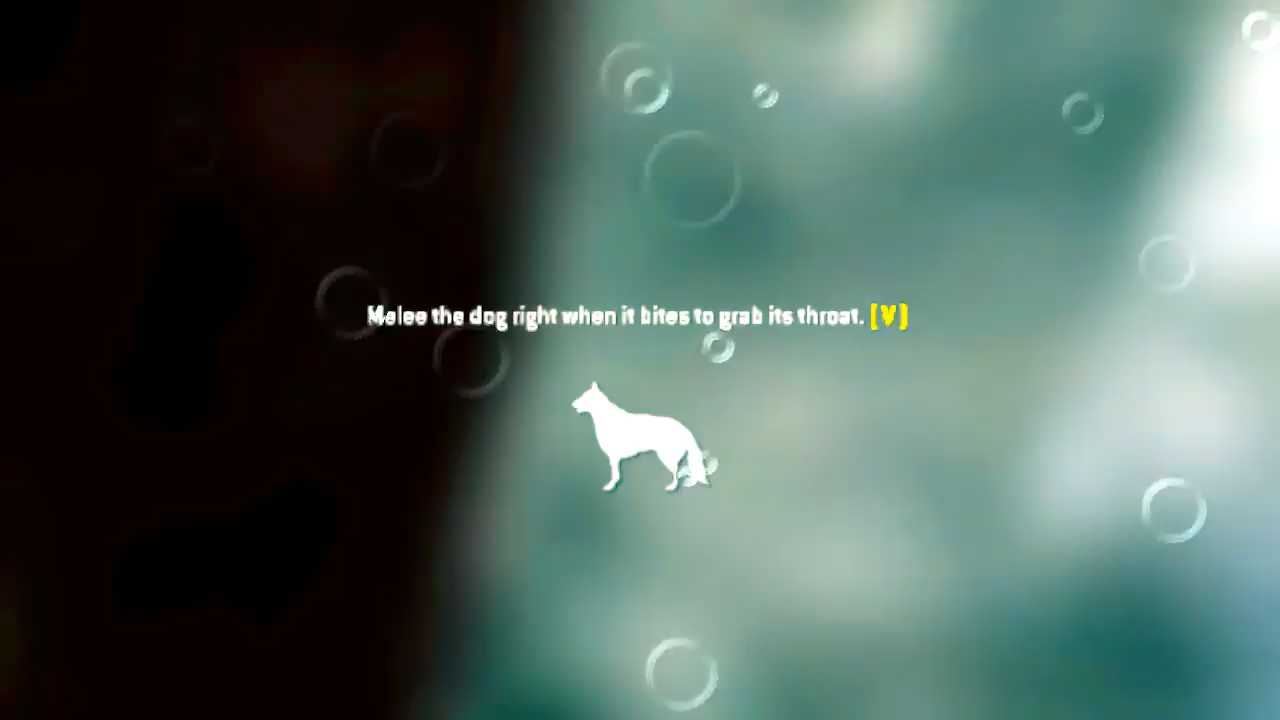 Melee the dog right when it bites to grab its throat. [V]